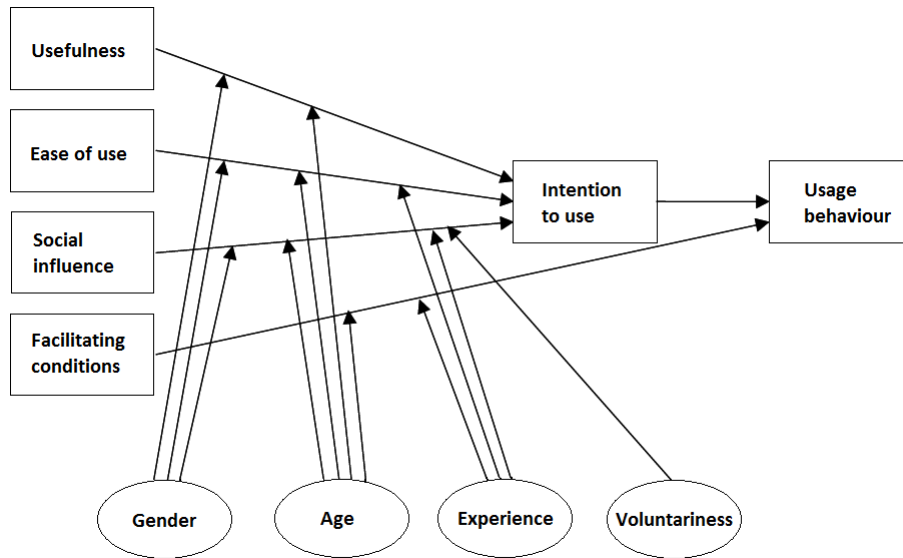 Usefulness
Ease of use
Social
influence
Facilitating
conditions
Intention
to use
Usage
behaviour
Gender
Age
Experience
Voluntariness